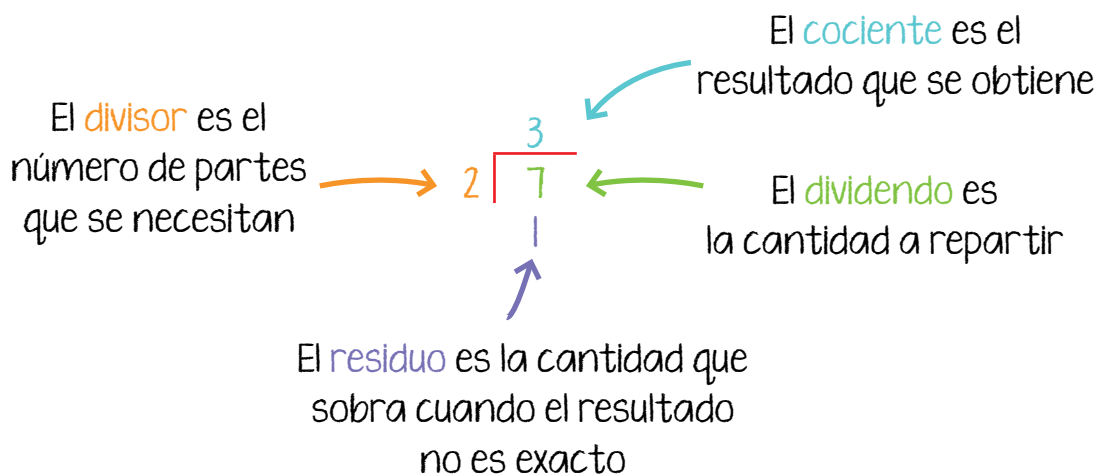 El cociente es el
resultado que se obtiene
El divisor es el
número de partes
que se necesitan
3
2 7
1
El dividendo es
la cantidad a repartir
El residuo es la cantidad que
sobra cuando el resultado
no es exacto